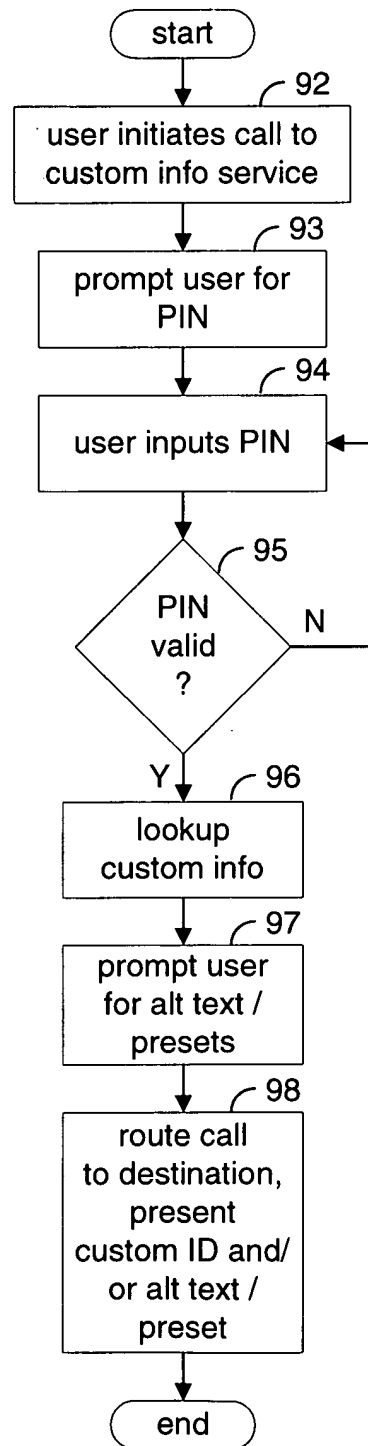 start
92
user initiates call to
custom info service
93
prompt user for
PIN
94
user inputs PIN
95
PIN
valid
?
N
Y
96
lookup
custom info
97
prompt user
for alt text /
presets
98
route call
to destination,
present
custom ID and/
or alt text /
preset
end